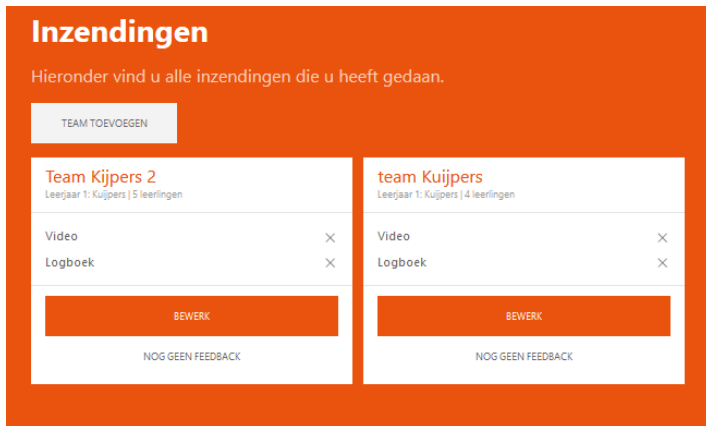 Inzendingen
Hieronder vind u alle inzendingen die u heeft gedaan.
TEAM TOEVOEGEN
Team Kijpers 2
Leerjaar 1: Kuijpers | 5 leerlingen
Video
Logboek
BEWERK
NOG GEEN FEEDBACK
team Kuijpers
Leerjaar 1: Kuijpers | 4 leerlingen
Video
Logboek
BEWERK
NOG GEEN FEEDBACK